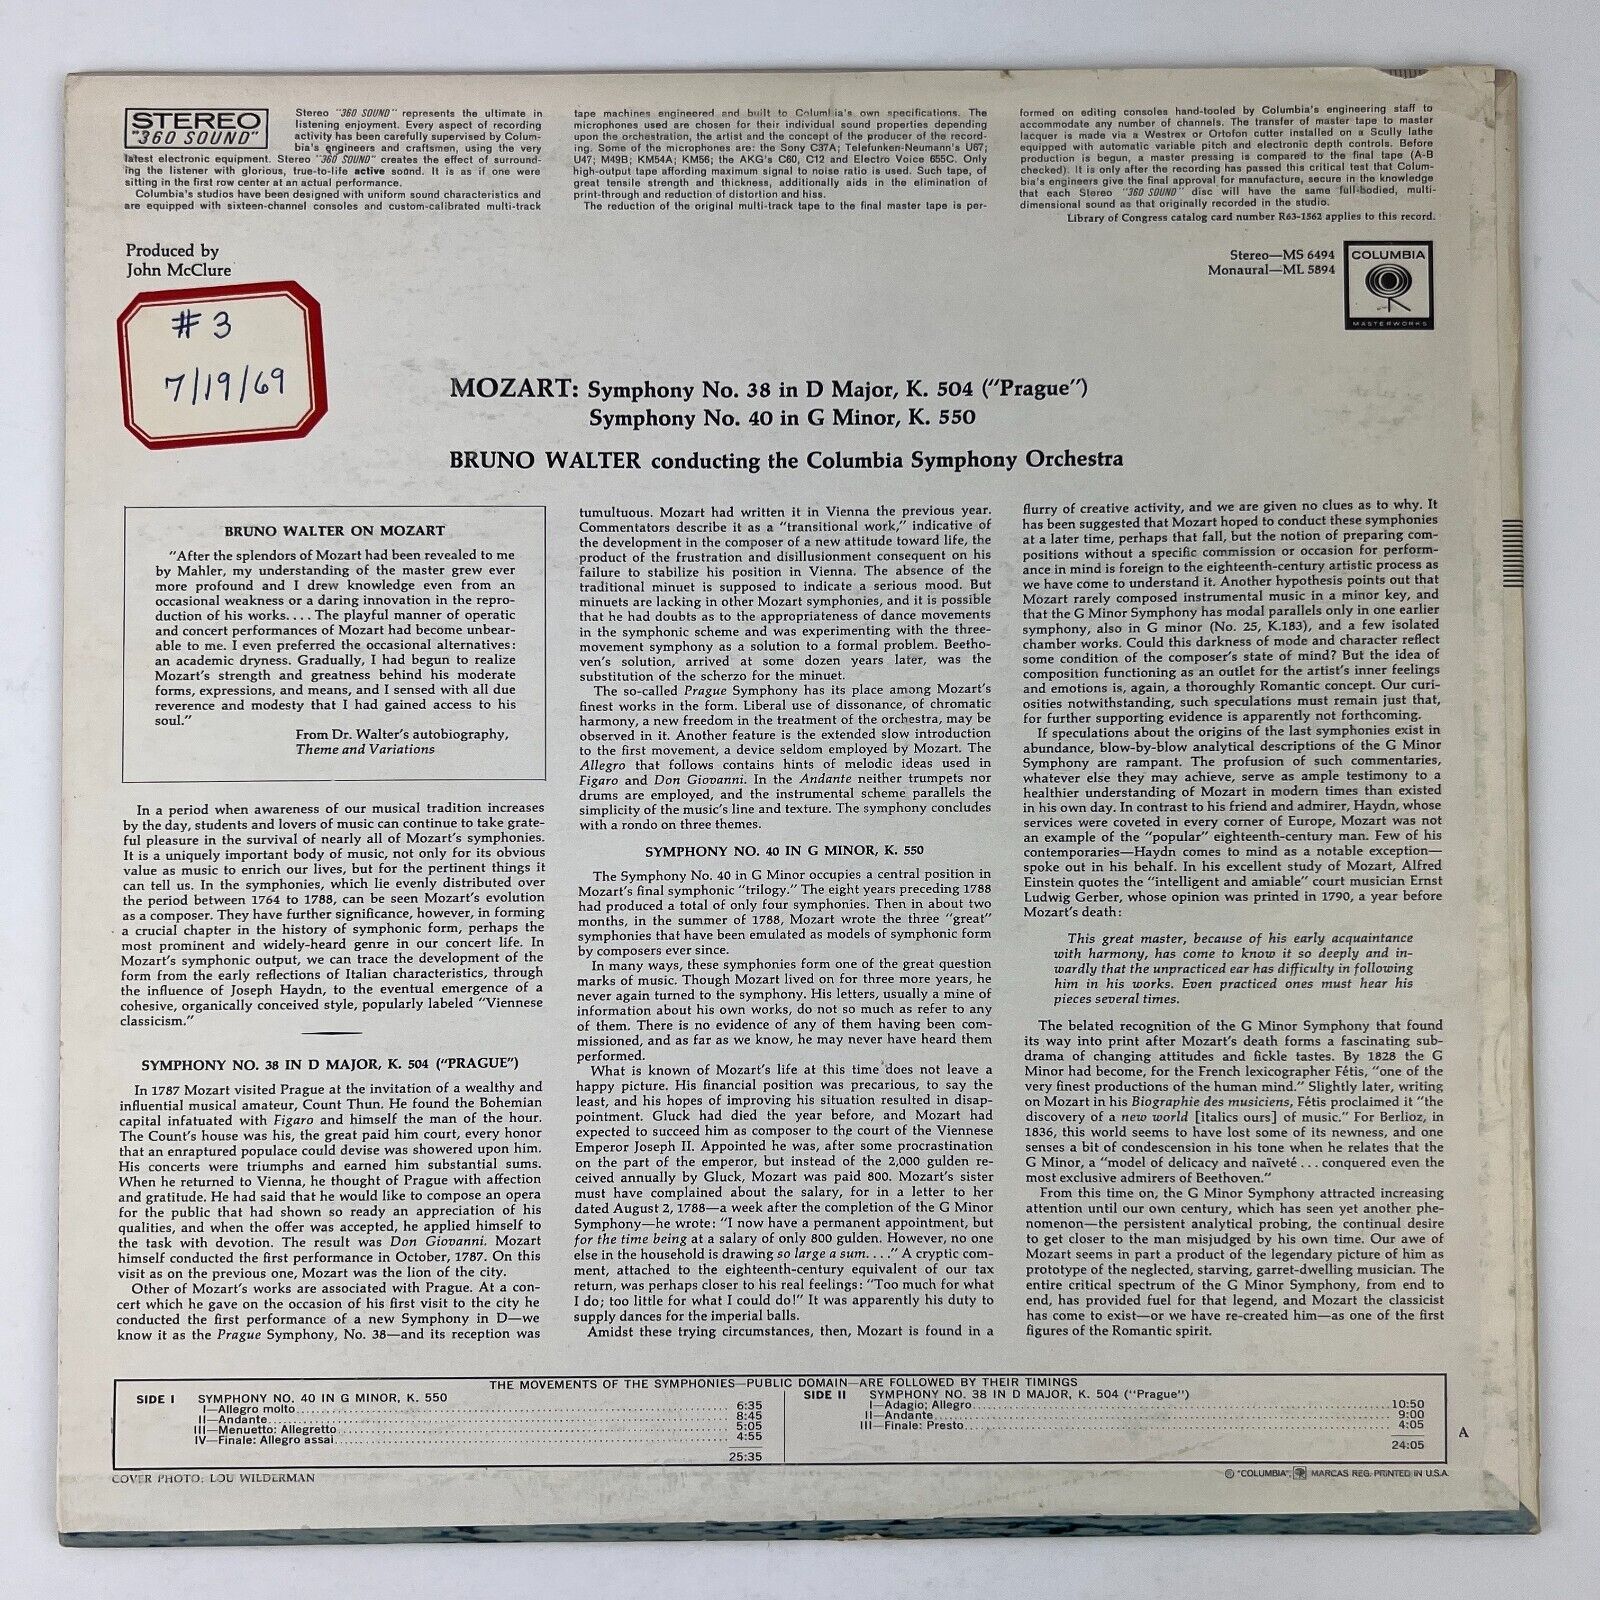 STEREO
"360 SOUND"
Stereo "360 SOUND" represents the ultimate in
listening enjoyment. Every aspect of recording
activity has been carefully supervised by Colum-
bia's engineers and craftsmen, using the very
latest electronic equipment. Stereo "360 SOUND" creates the effect of surround-
ing the listener with glorious, true-to-life active sound. It is as if one were
sitting in the first row center at an actual performance.
Columbia's studios have been designed with uniform sound characteristics and
are equipped with sixteen-channel consoles and custom-calibrated multi-track
tape machines engineered and built to Columbia's own specifications. The
microphones used are chosen for their individual sound properties depending
upon the orchestration, the artist and the concept of the producer of the record-
ing. Some of the microphones are: the Sony C37A; Telefunken-Neumann's U67;
U47; M49B; KM54A; KM56; the AKG's C60, C12 and Electro Voice 655C. Only
high-output tape affording maximum signal to noise ratio is used. Such tape, of
great tensile strength and thickness, additionally aids in the elimination of
print-through and reduction of distortion and hiss.
The reduction of the original multi-track tape to the final master tape is per-
formed on editing consoles hand-tooled by Columbia's engineering staff to
accommodate any number of channels. The transfer of master tape to master
lacquer is made via a Westrex or Ortofon cutter installed on a Scully lathe
equipped with automatic variable pitch and electronic depth controls. Before
production is begun, a master pressing is compared to the final tape (A-B
checked). It is only after the recording has passed this critical test that Colum-
bia's engineers give the final approval for manufacture, secure in the knowledge
that each Stereo "360 SOUND" disc will have the same full-bodied, multi-
dimensional sound as that originally recorded in the studio.
Library of Congress catalog card number R63-1562 applies to this record.
Produced by
John McClure
Stereo—MS 6494
Monaural—ML 5894
COLUMBIA
MASTERWORKS
#3
7/19/69
MOZART: Symphony No. 38 in D Major, K. 504 ("Prague")
Symphony No. 40 in G Minor, K. 550
BRUNO WALTER conducting the Columbia Symphony Orchestra
BRUNO WALTER ON MOZART
"After the splendors of Mozart had been revealed to me
by Mahler, my understanding of the master grew ever
more profound and I drew knowledge even from an
occasional weakness or a daring innovation in the repro-
duction of his works.... The playful manner of operatic
and concert performances of Mozart had become unbear-
able to me. I even preferred the occasional alternatives:
an academic dryness. Gradually, I had begun to realize
Mozart's strength and greatness behind his moderate
forms, expressions, and means, and I sensed with all due
reverence and modesty that I had gained access to his
soul."
From Dr. Walter's autobiography,
Theme and Variations
In a period when awareness of our musical tradition increases
by the day, students and lovers of music can continue to take grate-
ful pleasure in the survival of nearly all of Mozart's symphonies.
It is a uniquely important body of music, not only for its obvious
value as music to enrich our lives, but for the pertinent things it
can tell us. In the symphonies, which lie evenly distributed over
the period between 1764 to 1788, can be seen Mozart's evolution
as a composer. They have further significance, however, in forming
a crucial chapter in the history of symphonic form, perhaps the
most prominent and widely-heard genre in our concert life. In
Mozart's symphonic output, we can trace the development of the
form from the early reflections of Italian characteristics, through
the influence of Joseph Haydn, to the eventual emergence of a
cohesive, organically conceived style, popularly labeled "Viennese
classicism."
SYMPHONY NO. 38 IN D MAJOR, K. 504 ("PRAGUE")
In 1787 Mozart visited Prague at the invitation of a wealthy and
influential musical amateur, Count Thun. He found the Bohemian
capital infatuated with Figaro and himself the man of the hour.
The Count's house was his, the great paid him court, every honor
that an enraptured populace could devise was showered upon him.
His concerts were triumphs and earned him substantial sums.
When he returned to Vienna, he thought of Prague with affection
and gratitude. He had said that he would like to compose an opera
for the public that had shown so ready an appreciation of his
qualities, and when the offer was accepted, he applied himself to
the task with devotion. The result was Don Giovanni. Mozart
himself conducted the first performance in October, 1787. On this
visit as on the previous one, Mozart was the lion of the city.
Other of Mozart's works are associated with Prague. At a con-
cert which he gave on the occasion of his first visit to the city he
conducted the first performance of a new Symphony in D—we
know it as the Prague Symphony, No. 38—and its reception was
tumultuous. Mozart had written it in Vienna the previous year.
Commentators describe it as a "transitional work," indicative of
the development in the composer of a new attitude toward life, the
product of the frustration and disillusionment consequent on his
failure to stabilize his position in Vienna. The absence of the
traditional minuet is supposed to indicate a serious mood. But
minuets are lacking in other Mozart symphonies, and it is possible
that he had doubts as to the appropriateness of dance movements
in the symphonic scheme and was experimenting with the three-
movement symphony as a solution to a formal problem. Beetho-
ven's solution, arrived at some dozen years later, was the
substitution of the scherzo for the minuet.
The so-called Prague Symphony has its place among Mozart's
finest works in the form. Liberal use of dissonance, of chromatic
harmony, a new freedom in the treatment of the orchestra, may be
observed in it. Another feature is the extended slow introduction
to the first movement, a device seldom employed by Mozart. The
Allegro that follows contains hints of melodic ideas used in
Figaro and Don Giovanni. In the Andante neither trumpets nor
drums are employed, and the instrumental scheme parallels the
simplicity of the music's line and texture. The symphony concludes
with a rondo on three themes.
SYMPHONY NO. 40 IN G MINOR, K. 550
The Symphony No. 40 in G Minor occupies a central position in
Mozart's final symphonic "trilogy." The eight years preceding 1788
had produced a total of only four symphonies. Then in about two
months, in the summer of 1788, Mozart wrote the three "great"
symphonies that have been emulated as models of symphonic form
by composers ever since.
In many ways, these symphonies form one of the great question
marks of music. Though Mozart lived on for three more years, he
never again turned to the symphony. His letters, usually a mine of
information about his own works, do not so much as refer to any
of them. There is no evidence of any of them having been com-
missioned, and as far as we know, he may never have heard them
performed.
What is known of Mozart's life at this time does not leave a
happy picture. His financial position was precarious, to say the
least, and his hopes of improving his situation resulted in disap-
pointment. Gluck had died the year before, and Mozart had
expected to succeed him as composer to the court of the Viennese
Emperor Joseph II. Appointed he was, after some procrastination
on the part of the emperor, but instead of the 2,000 gulden re-
ceived annually by Gluck, Mozart was paid 800. Mozart's sister
must have complained about the salary, for in a letter to her
dated August 2, 1788—a week after the completion of the G Minor
Symphony—he wrote: "I now have a permanent appointment, but
for the time being at a salary of only 800 gulden. However, no one
else in the household is drawing so large a sum...." A cryptic com-
ment, attached to the eighteenth-century equivalent of our tax
return, was perhaps closer to his real feelings: "Too much for what
I do; too little for what I could do!" It was apparently his duty to
supply dances for the imperial balls.
Amidst these trying circumstances, then, Mozart is found in a
flurry of creative activity, and we are given no clues as to why. It
has been suggested that Mozart hoped to conduct these symphonies
at a later time, perhaps that fall, but the notion of preparing com-
positions without a specific commission or occasion for perform-
ance in mind is foreign to the eighteenth-century artistic process as
we have come to understand it. Another hypothesis points out that
Mozart rarely composed instrumental music in a minor key, and
that the G Minor Symphony has modal parallels only in one earlier
symphony, also in G minor (No. 25, K.183), and a few isolated
chamber works. Could this darkness of mode and character reflect
some condition of the composer's state of mind? But the idea of
composition functioning as an outlet for the artist's inner feelings
and emotions is, again, a thoroughly Romantic concept. Our curi-
osities notwithstanding, such speculations must remain just that,
for further supporting evidence is apparently not forthcoming.
If speculations about the origins of the last symphonies exist in
abundance, blow-by-blow analytical descriptions of the G Minor
Symphony are rampant. The profusion of such commentaries,
whatever else they may achieve, serve as ample testimony to a
healthier understanding of Mozart in modern times than existed
in his own day. In contrast to his friend and admirer, Haydn, whose
services were coveted in every corner of Europe, Mozart was not
an example of the "popular" eighteenth-century man. Few of his
contemporaries—Haydn comes to mind as a notable exception—
spoke out in his behalf. In his excellent study of Mozart, Alfred
Einstein quotes the "intelligent and amiable" court musician Ernst
Ludwig Gerber, whose opinion was printed in 1790, a year before
Mozart's death:
This great master, because of his early acquaintance
with harmony, has come to know it so deeply and in-
wardly that the unpracticed ear has difficulty in following
him in his works. Even practiced ones must hear his
pieces several times.
The belated recognition of the G Minor Symphony that found
its way into print after Mozart's death forms a fascinating sub-
drama of changing attitudes and fickle tastes. By 1828 the G
Minor had become, for the French lexicographer Fétis, "one of the
very finest productions of the human mind." Slightly later, writing
on Mozart in his Biographie des musiciens, Fétis proclaimed it "the
discovery of a new world [italics ours] of music." For Berlioz, in
1836, this world seems to have lost some of its newness, and one
senses a bit of condescension in his tone when he relates that the
G Minor, a "model of delicacy and naïveté...conquered even the
most exclusive admirers of Beethoven."
From this time on, the G Minor Symphony attracted increasing
attention until our own century, which has seen yet another phe-
nomenon—the persistent analytical probing, the continual desire
to get closer to the man misjudged by his own time. Our awe of
Mozart seems in part a product of the legendary picture of him as
prototype of the neglected, starving, garret-dwelling musician. The
entire critical spectrum of the G Minor Symphony, from end to
end, has provided fuel for that legend, and Mozart the classicist
has come to exist—or we have re-created him—as one of the first
figures of the Romantic spirit.
THE MOVEMENTS OF THE SYMPHONIES—PUBLIC DOMAIN—ARE FOLLOWED BY THEIR TIMINGS
SIDE I SYMPHONY NO. 40 IN G MINOR, K. 550
I—Allegro molto 6:35
II—Andante 8:45
III—Menuetto: Allegretto 5:05
IV—Finale: Allegro assai 4:55
25:35
SIDE II SYMPHONY NO. 38 IN D MAJOR, K. 504 ("Prague")
I—Adagio; Allegro 10:50
II—Andante 9:00
III—Finale: Presto 4:05
24:05
A
COVER PHOTO: LOU WILDERMAN
© "COLUMBIA", MARCAS REG. PRINTED IN U.S.A.